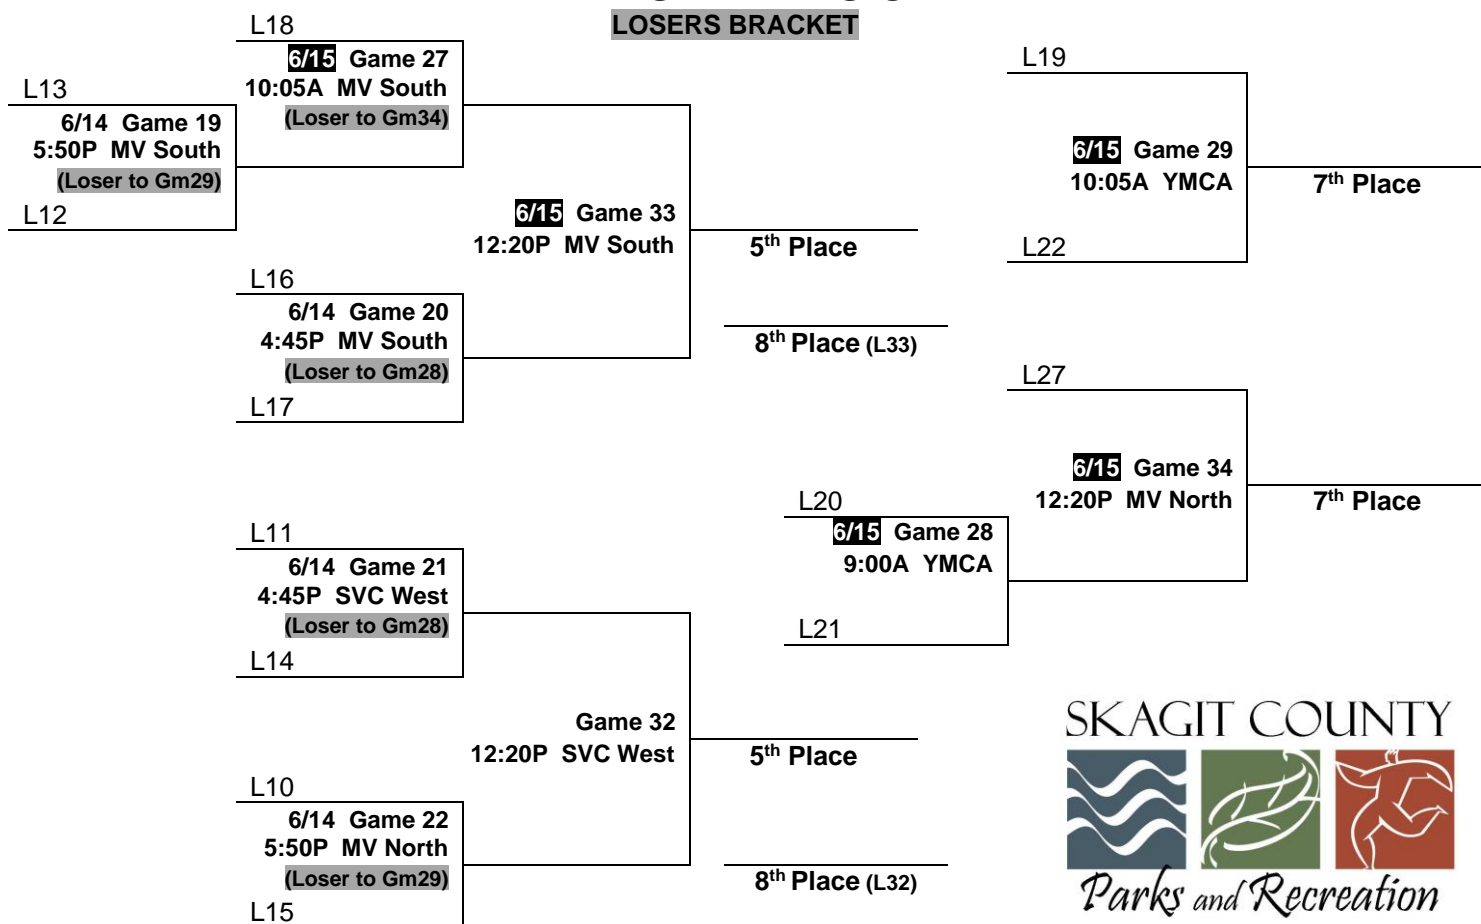 LOSERS BRACKET
L18
6/15 Game 27
10:05A MV South
(Loser to Gm34)
L13
6/14 Game 19
5:50P MV South
(Loser to Gm29)
L12
6/15 Game 33
12:20P MV South
5th Place
L16
6/14 Game 20
4:45P MV South
(Loser to Gm28)
L17
8th Place (L33)
L19
6/15 Game 29
10:05A YMCA
7th Place
L22
L27
6/15 Game 34
12:20P MV North
7th Place
L20
6/15 Game 28
9:00A YMCA
L21
L11
6/14 Game 21
4:45P SVC West
(Loser to Gm28)
L14
Game 32
12:20P SVC West
5th Place
L10
6/14 Game 22
5:50P MV North
(Loser to Gm29)
L15
8th Place (L32)
SKAGIT COUNTY
Parks and Recreation